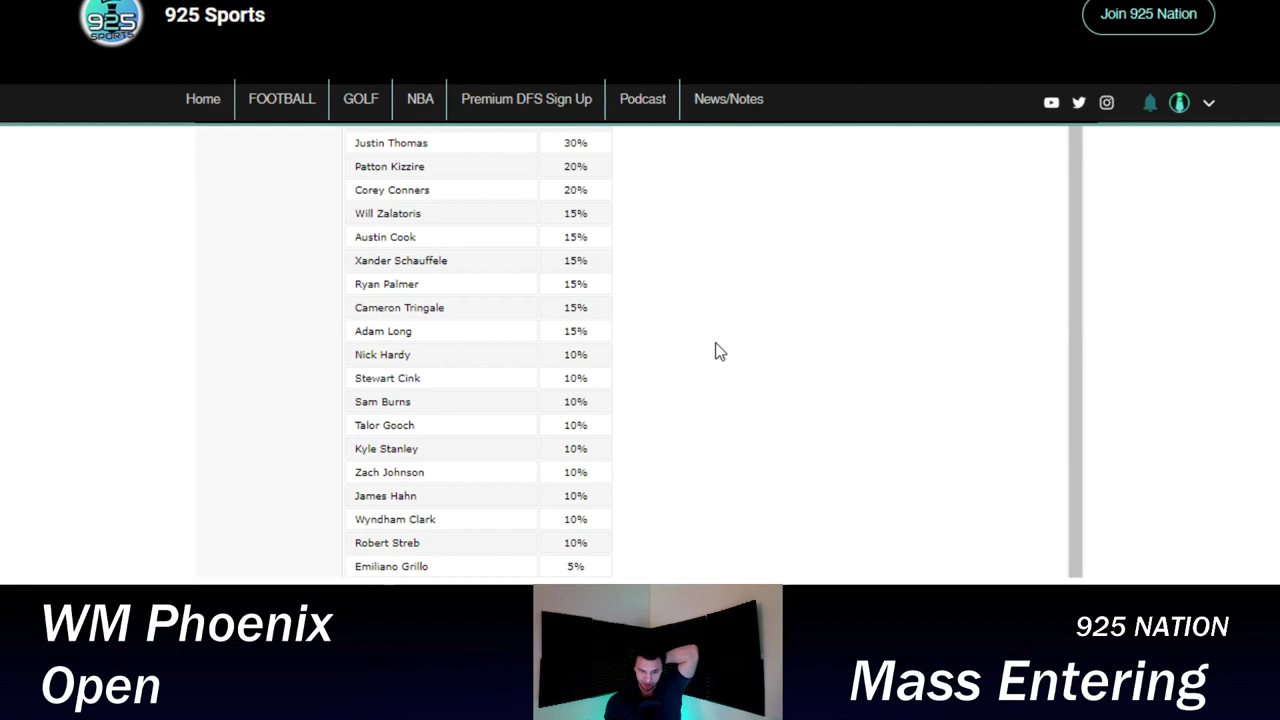 925 Sports
Join 925 Nation
925
SPORTS
Home FOOTBALL GOLF NBA Premium DFS Sign Up Podcast News/Notes
Justin Thomas 30%
Patton Kizzire 20%
Corey Conners 20%
Will Zalatoris 15%
Austin Cook 15%
Xander Schauffele 15%
Ryan Palmer 15%
Cameron Tringale 15%
Adam Long 15%
Nick Hardy 10%
Stewart Cink 10%
Sam Burns 10%
Talor Gooch 10%
Kyle Stanley 10%
Zach Johnson 10%
James Hahn 10%
Wyndham Clark 10%
Robert Streb 10%
Emiliano Grillo 5%
WM Phoenix
Open
925 NATION
Mass Entering